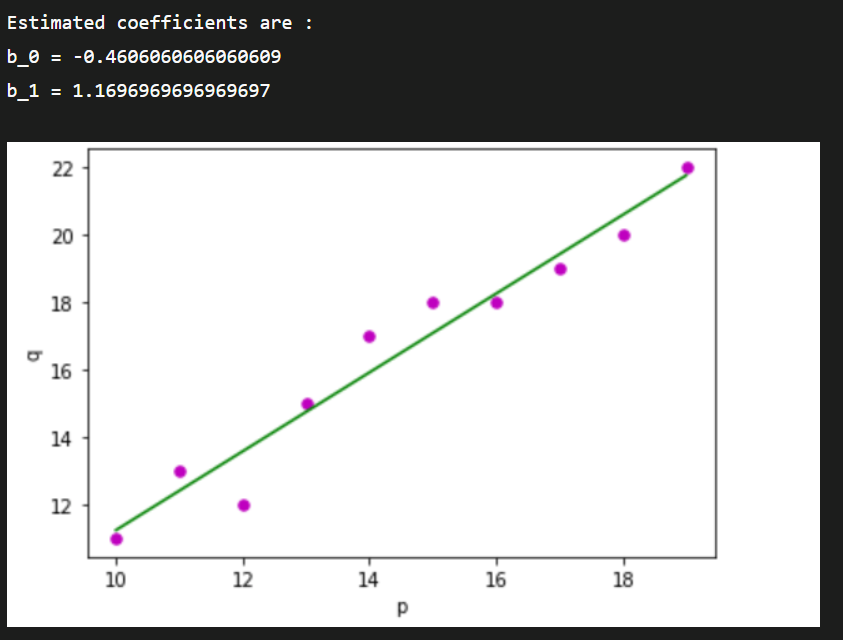 Estimated coefficients are :
b_0 = -0.4606060606060609
b_1 = 1.1696969696969697
22
20
18
16
14
12
q
10 12 14 16 18
p